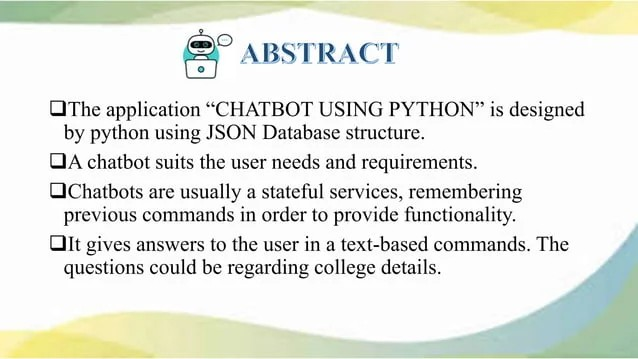 ABSTRACT
❑The application “CHATBOT USING PYTHON” is designed
by python using JSON Database structure.
❑A chatbot suits the user needs and requirements.
❑Chatbots are usually a stateful services, remembering
previous commands in order to provide functionality.
❑It gives answers to the user in a text-based commands. The
questions could be regarding college details.